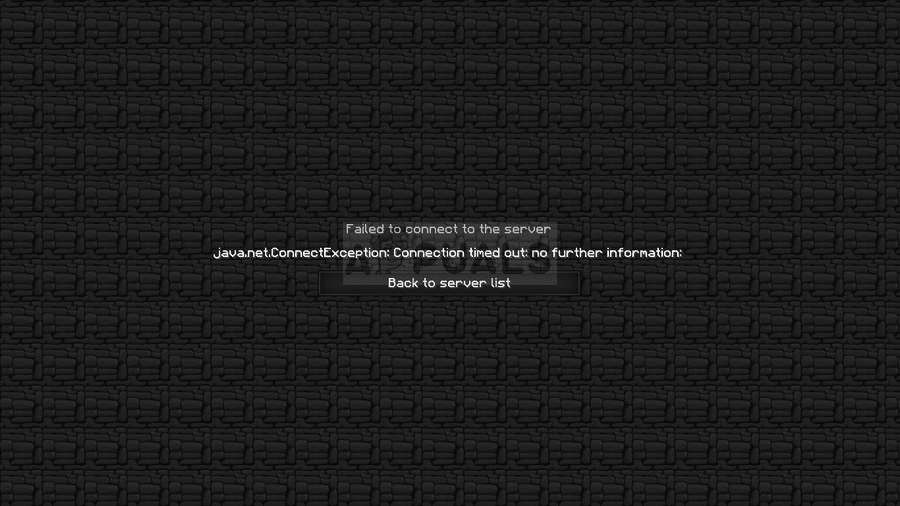 Failed to connect to the server
java.net.ConnectException: Connection timed out: no further information:
APPUALS
Back to server list